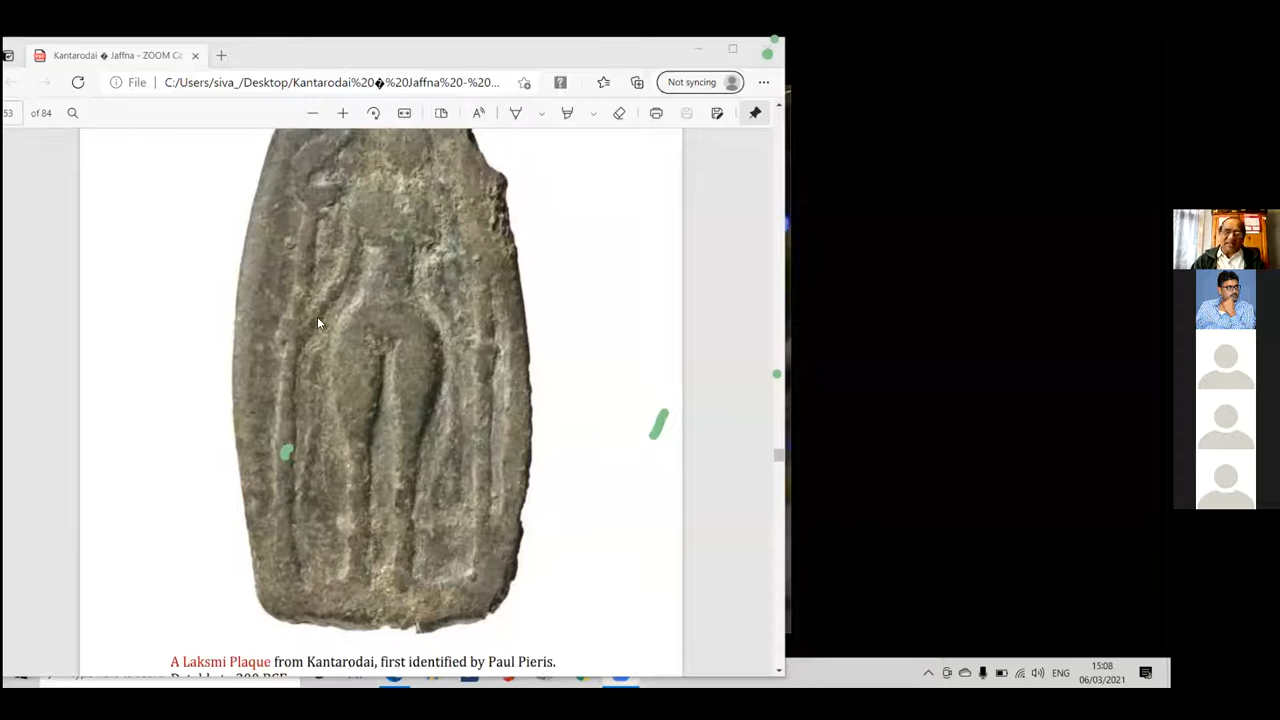 Kantarodai � Jaffna - ZOOM Ca
File C:/Users/siva_/Desktop/Kantarodai%20�%20Jaffna%20-%20... Not syncing
53 of 84
A Laksmi Plaque from Kantarodai, first identified by Paul Pieris.
ENG
15:08
06/03/2021